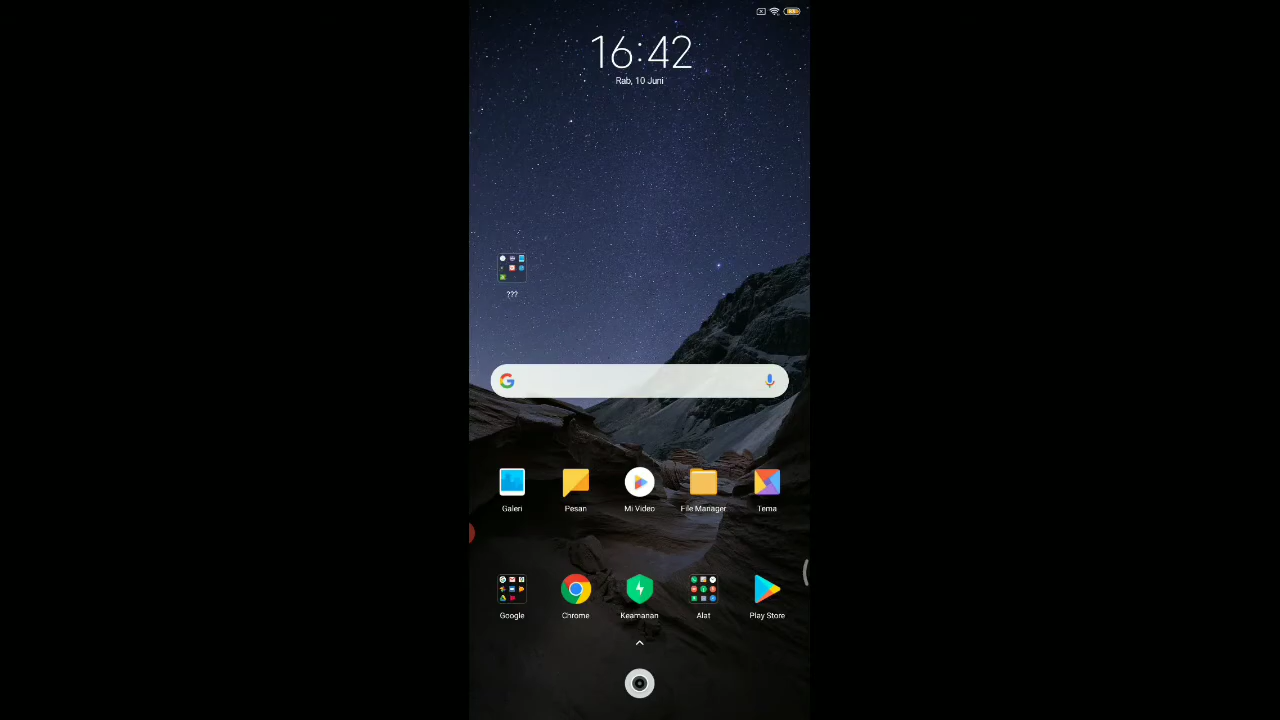 16:42
Rab, 10 Juni
???
Galeri
Pesan
Mi Video
File Manager
Tema
Google
Chrome
Keamanan
Alat
Play Store